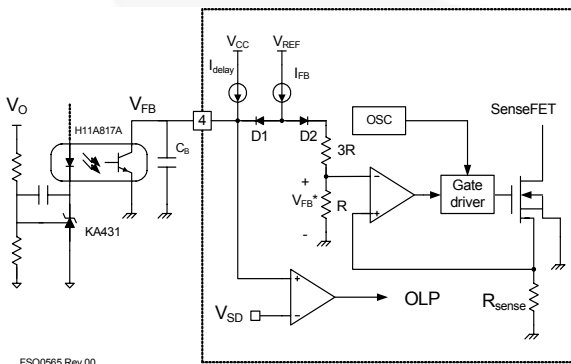 V_CC V_REF
I_delay I_FB
V_O
V_FB
H11A817A
4
SenseFET
OSC
D1 D2
C_B
3R
+
V_FB* R
-
Gate
driver
KA431
OLP
V_SD
R_sense
FSQ0565 Rev.00